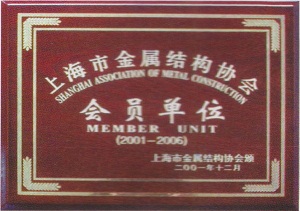 上海市金属结构协会
SHANGHAI ASSOCIATION OF METAL CONSTRUCTION
会员单位
MEMBER UNIT
(2001-2006)
上海市金属结构协会颁
二〇〇一年十二月